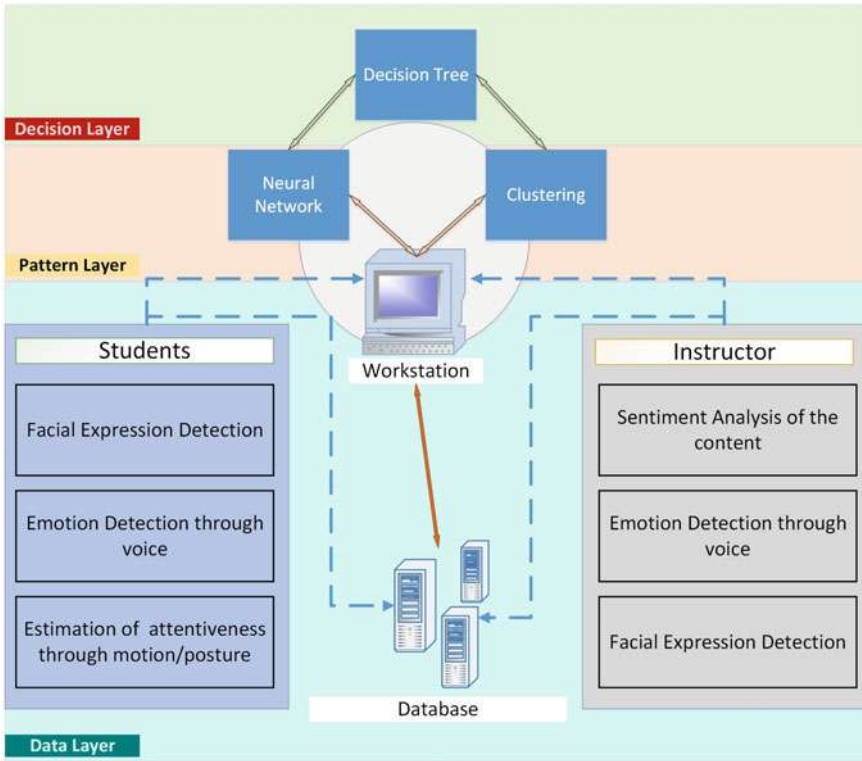 Decision Tree
Decision Layer
Neural
Network
Clustering
Pattern Layer
Students
Facial Expression Detection
Emotion Detection through
voice
Estimation of attentiveness
through motion/posture
Workstation
Database
Instructor
Sentiment Analysis of the
content
Emotion Detection through
voice
Facial Expression Detection
Data Layer